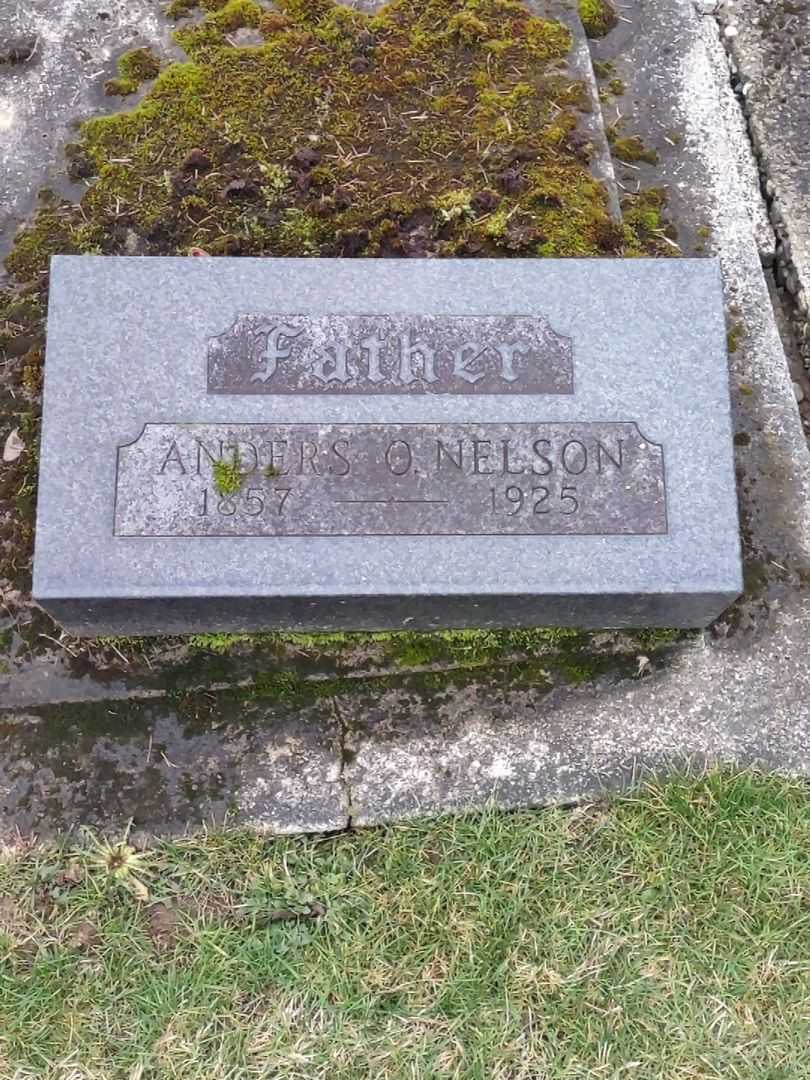 Father
ANDERS O. NELSON
1857 — 1925